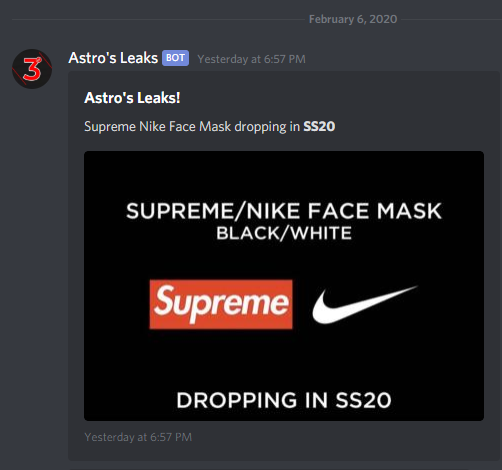 February 6, 2020
3
Astro's Leaks BOT Yesterday at 6:57 PM
Astro's Leaks!
Supreme Nike Face Mask dropping in SS20
SUPREME/NIKE FACE MASK
BLACK/WHITE
Supreme
DROPPING IN SS20
Yesterday at 6:57 PM